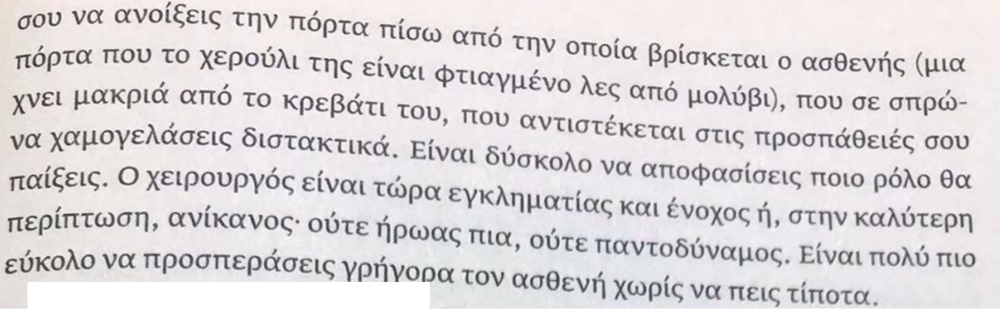 σου να ανοίξεις την πόρτα πίσω από την οποία βρίσκεται ο ασθενής (μια
πόρτα που το χερούλι της είναι φτιαγμένο λες από μολύβι), που σε σπρώ-
χνει μακριά από το κρεβάτι του, που αντιστέκεται στις προσπάθειές σου
να χαμογελάσεις διστακτικά. Είναι δύσκολο να αποφασίσεις ποιο ρόλο θα
παίξεις. Ο χειρουργός είναι τώρα εγκληματίας και ένοχος ή, στην καλύτερη
περίπτωση, ανίκανος· ούτε ήρωας πια, ούτε παντοδύναμος. Είναι πολύ πιο
εύκολο να προσπεράσεις γρήγορα τον ασθενή χωρίς να πεις τίποτα.